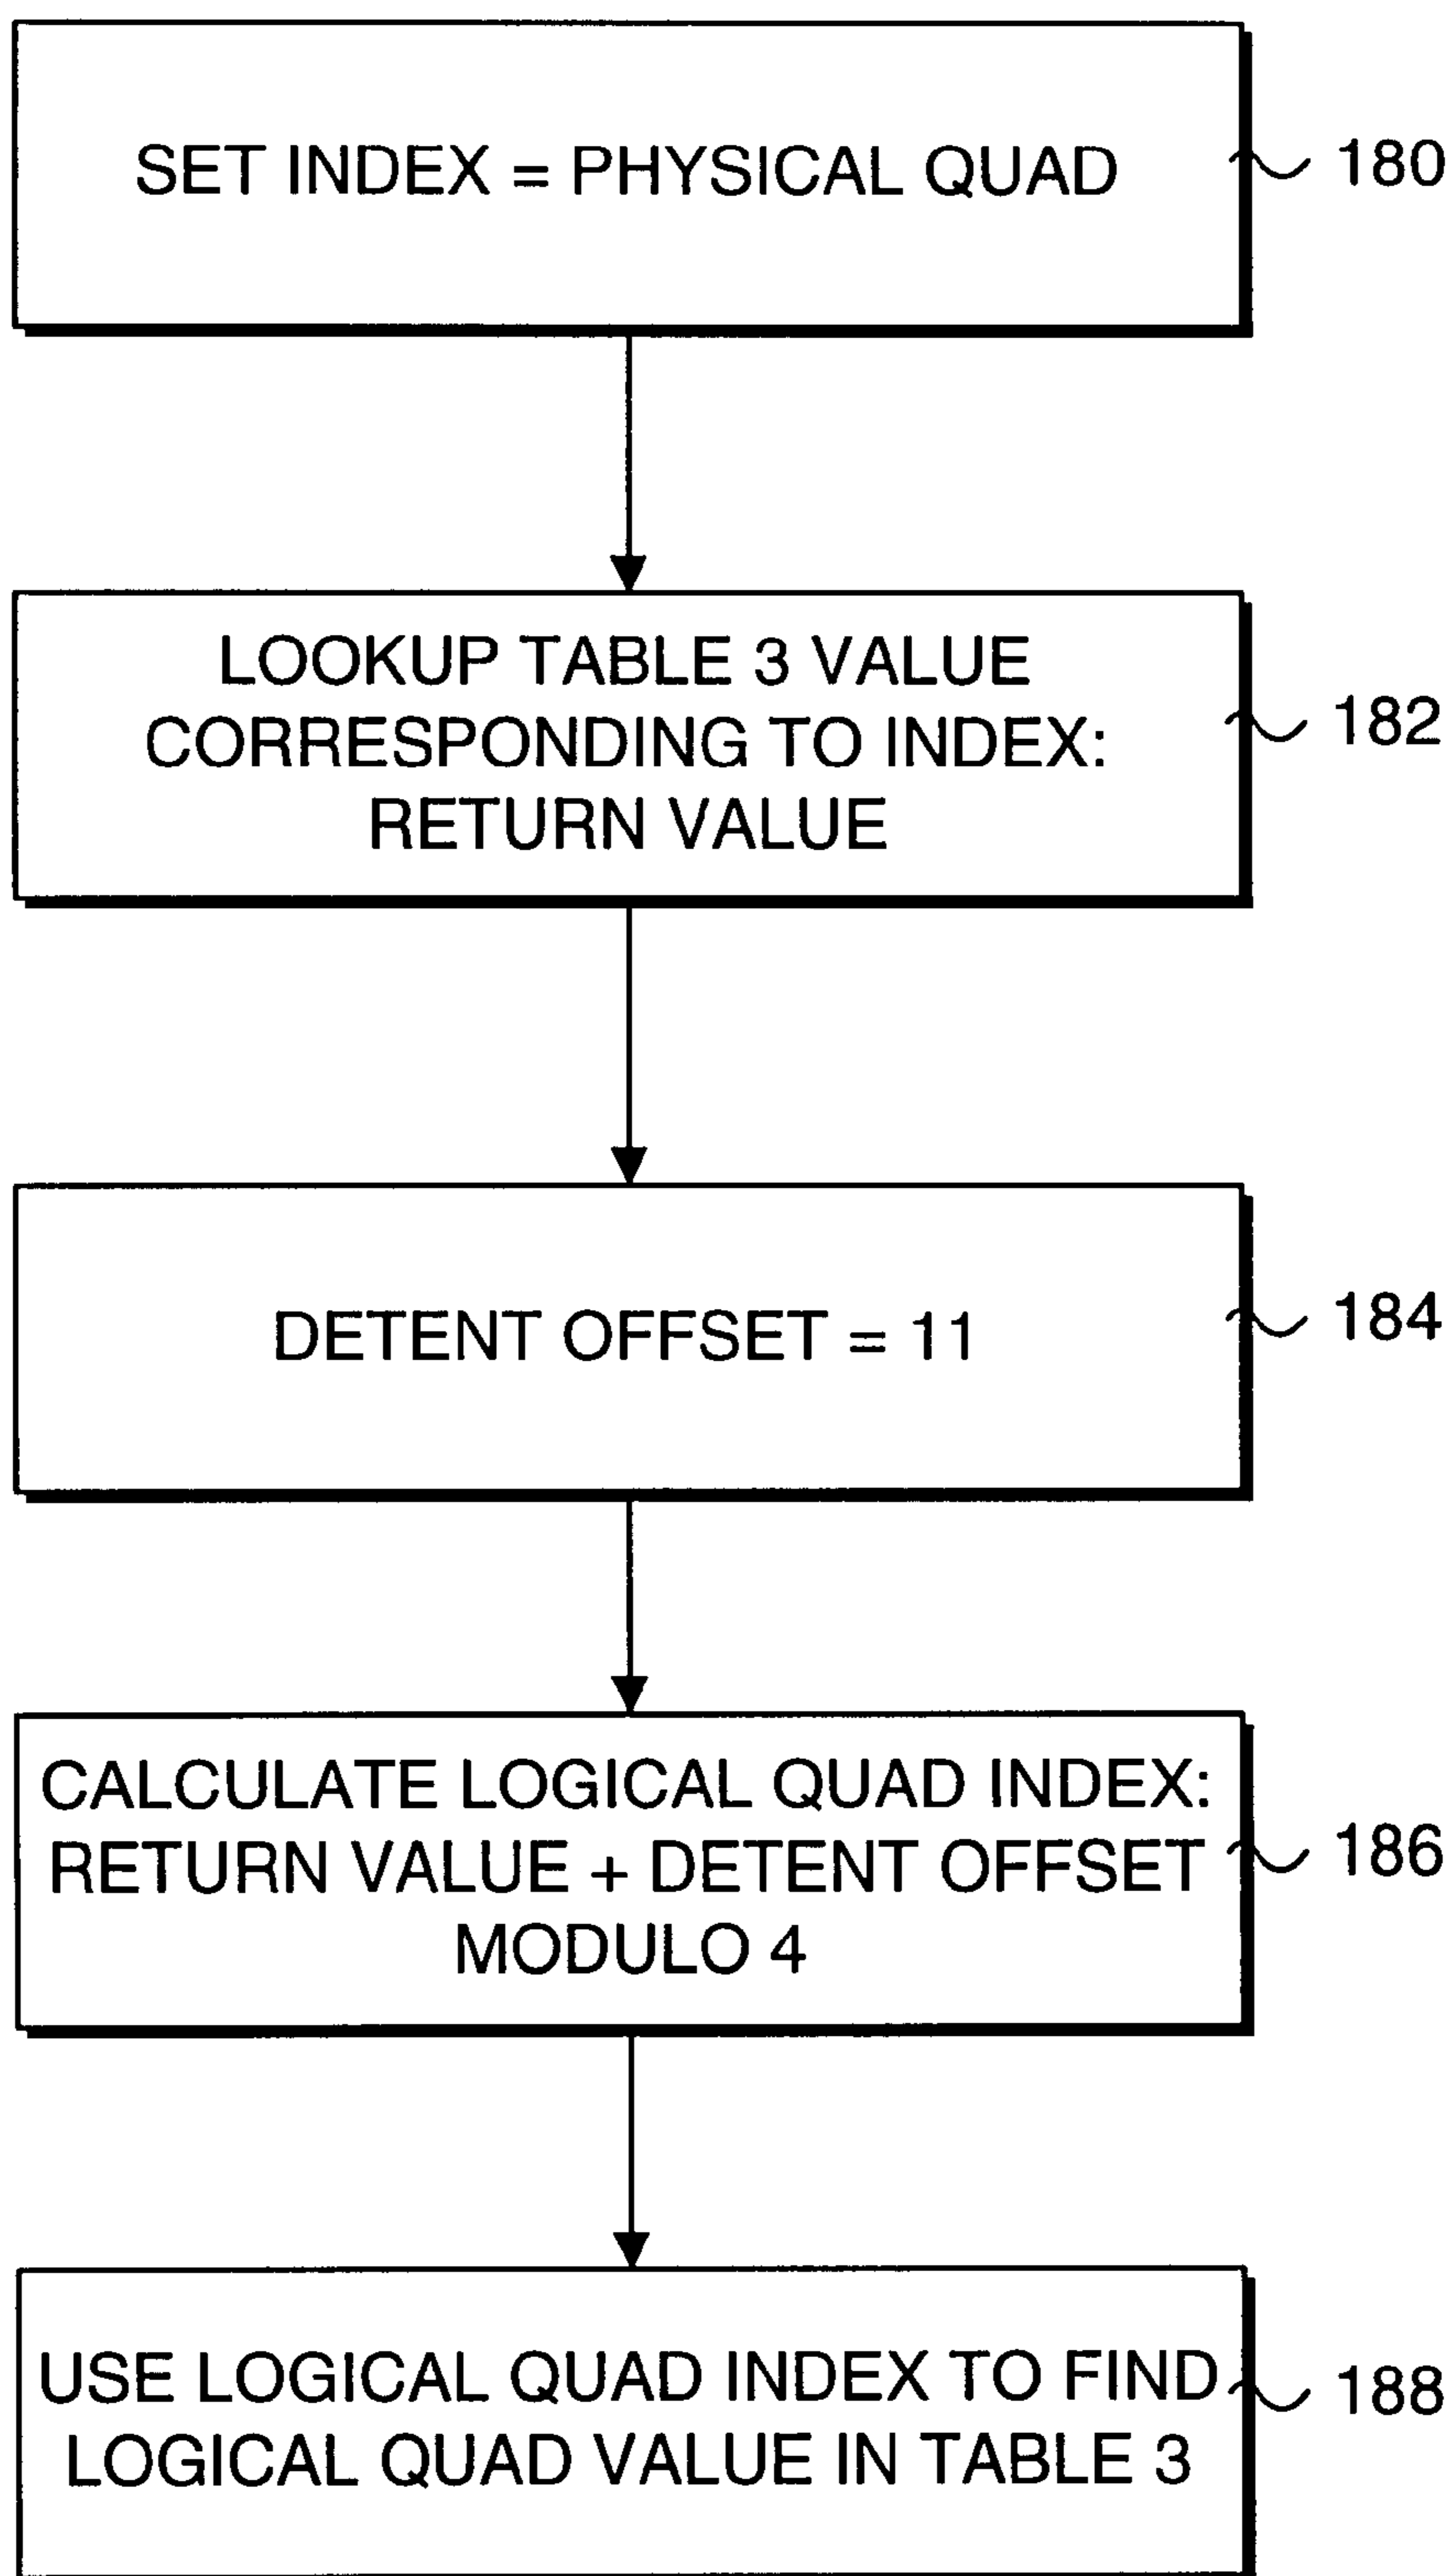 SET INDEX = PHYSICAL QUAD
180
LOOKUP TABLE 3 VALUE
CORRESPONDING TO INDEX:
RETURN VALUE
182
DETENT OFFSET = 11
184
CALCULATE LOGICAL QUAD INDEX:
RETURN VALUE + DETENT OFFSET
MODULO 4
186
USE LOGICAL QUAD INDEX TO FIND
LOGICAL QUAD VALUE IN TABLE 3
188